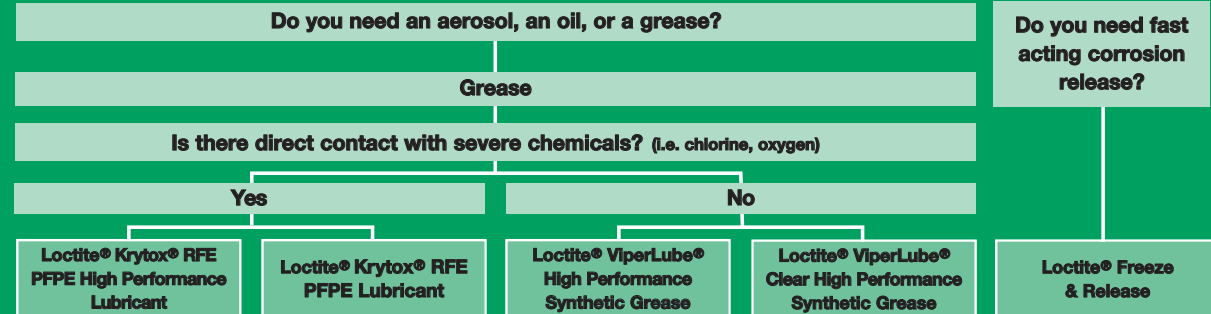 Do you need an aerosol, an oil, or a grease?
Do you need fast
acting corrosion
release?
Grease
Is there direct contact with severe chemicals? (i.e. chlorine, oxygen)
Yes
No
Loctite® Krytox® RFE
PFPE High Performance
Lubricant
Loctite® Krytox® RFE
PFPE Lubricant
Loctite® ViperLube®
High Performance
Synthetic Grease
Loctite® ViperLube®
Clear High Performance
Synthetic Grease
Loctite® Freeze
& Release